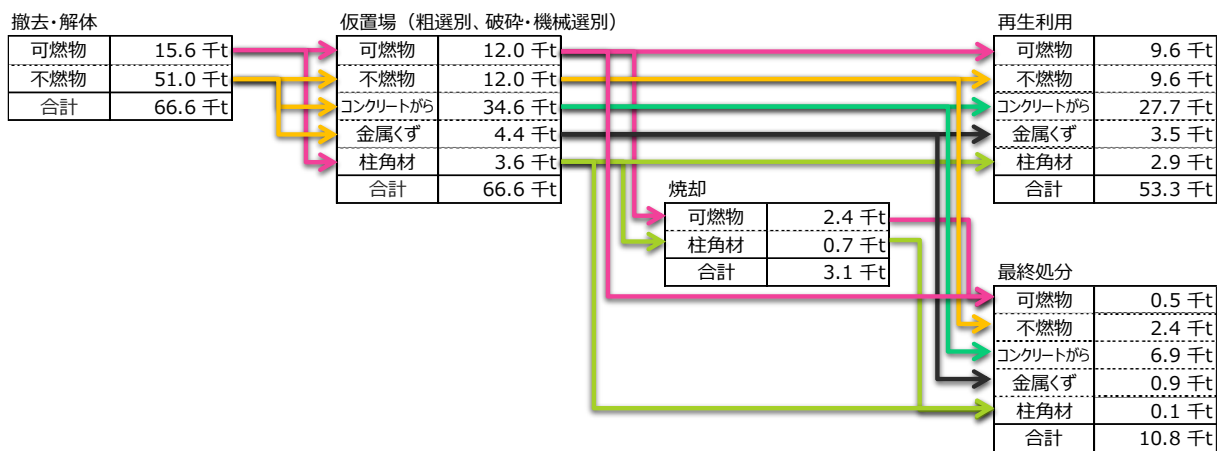 撤去・解体
可燃物 15.6 千t
不燃物 51.0 千t
合計 66.6 千t
仮置場（粗選別、破砕・機械選別）
可燃物 12.0 千t
不燃物 12.0 千t
コンクリートがら 34.6 千t
金属くず 4.4 千t
柱角材 3.6 千t
合計 66.6 千t
焼却
可燃物 2.4 千t
柱角材 0.7 千t
合計 3.1 千t
再生利用
可燃物 9.6 千t
不燃物 9.6 千t
コンクリートがら 27.7 千t
金属くず 3.5 千t
柱角材 2.9 千t
合計 53.3 千t
最終処分
可燃物 0.5 千t
不燃物 2.4 千t
コンクリートがら 6.9 千t
金属くず 0.9 千t
柱角材 0.1 千t
合計 10.8 千t